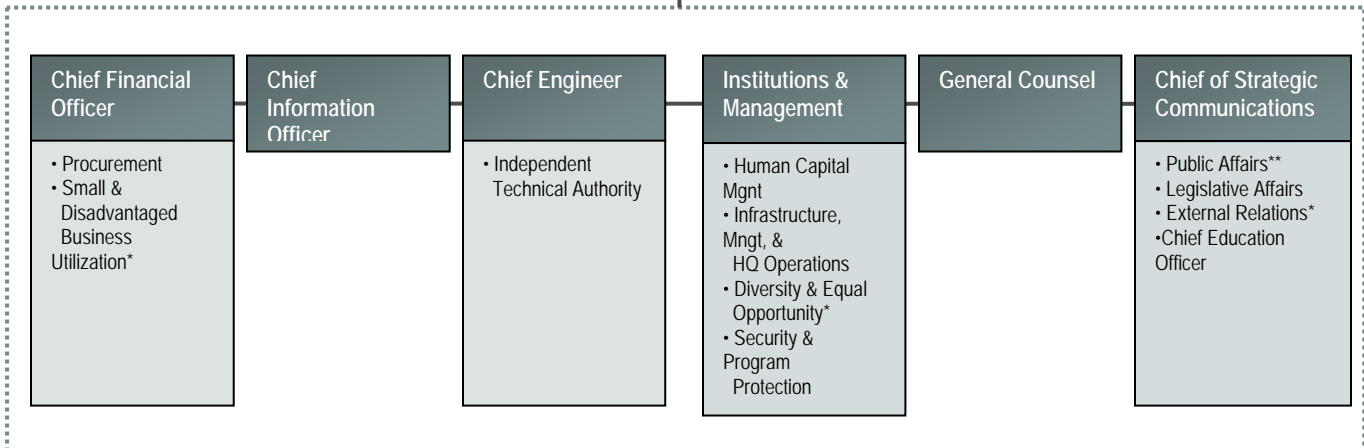 Chief Financial
Officer
• Procurement
• Small &
Disadvantaged
Business
Utilization*
Chief
Information
Officer
Chief Engineer
• Independent
Technical Authority
Institutions &
Management
• Human Capital
Mgnt
• Infrastructure,
Mngt, &
HQ Operations
• Diversity & Equal
Opportunity*
• Security &
Program
Protection
General Counsel
Chief of Strategic
Communications
• Public Affairs**
• Legislative Affairs
• External Relations*
•Chief Education
Officer